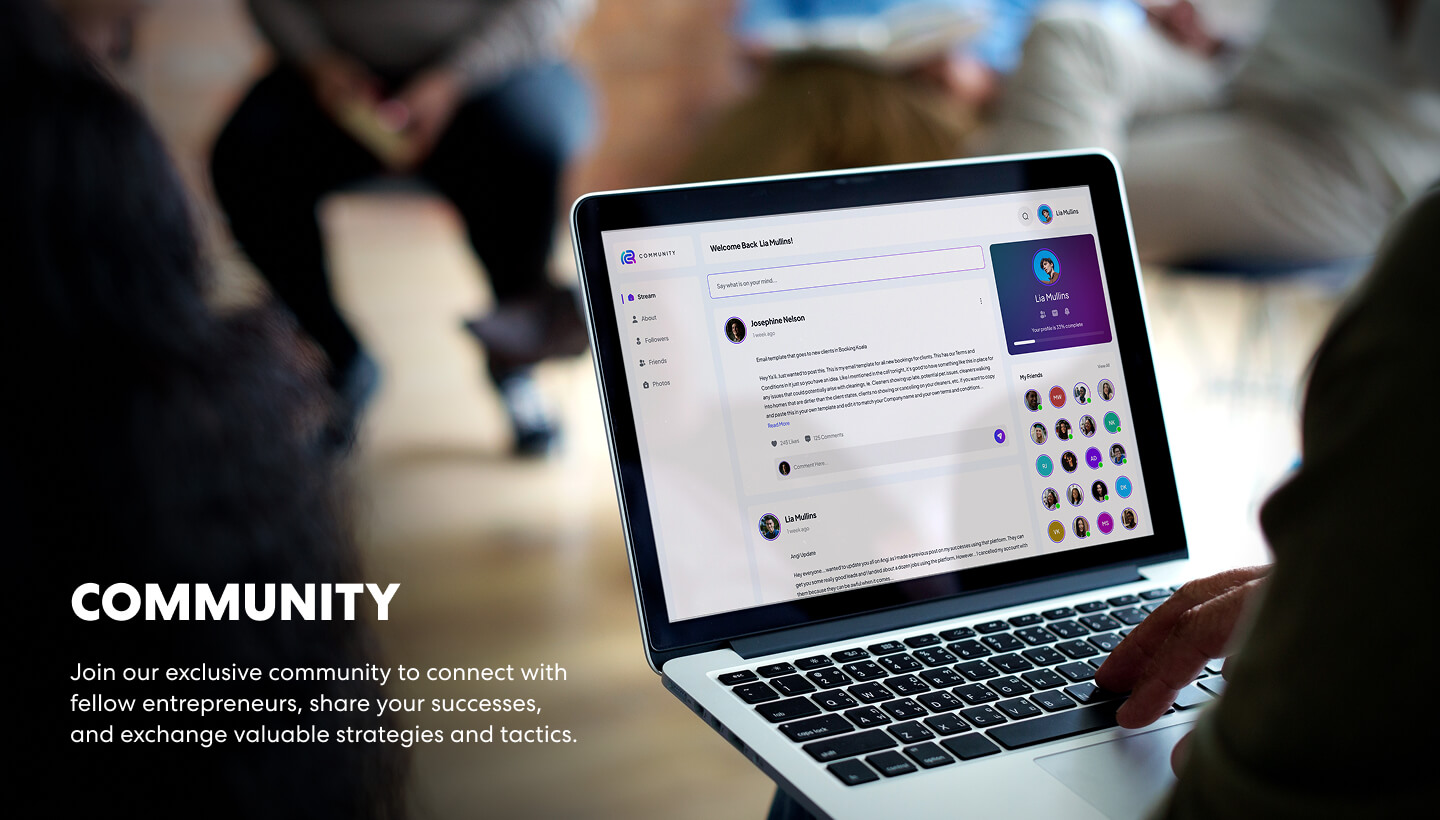 COMMUNITY
Welcome Back Lia Mullins!
Lia Mullins
Say what is on your mind...
Stream
About
Followers
Friends
Photos
Josephine Nelson
1 week ago
Email template that goes to new clients in Booking Koala
Hey Ya'll. Just wanted to post this. This is my email template for all new bookings for clients. This has our Terms and
Conditions in it just so you have an idea. Like I mentioned in the call tonight, it's good to have something like this in place for
any issues that could potentially arise with cleanings, ie. Cleaners showing up late, potential pet issues, cleaners walking
into homes that are dirtier than the client states, clients no showing or cancelling on your cleaners, etc. If you want to copy
and paste this in your own template and edit it to match your Company name and your own terms and conditions...
Read More
245 Likes
125 Comments
Comment Here...
Lia Mullins
1 week ago
Angi Update
Hey everyone... wanted to update you all on Angi as I made a previous post on my successes using that platform. They can
get you some really good leads and I landed about a dozen jobs using the platform. However... I cancelled my account with
them because they can be awful when it comes...
Lia Mullins
Your profile is 33% complete
My Friends
View All
MW
NK
RJ
AD
DK
VK
MS
COMMUNITY
Join our exclusive community to connect with
fellow entrepreneurs, share your successes,
and exchange valuable strategies and tactics.
esc
tab
caps lock
shift
fn
control
option